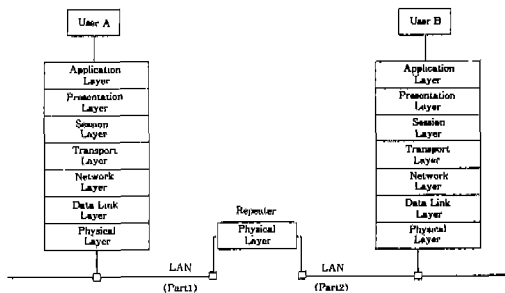 User A
Application
Layer
Presentation
Layer
Session
Layer
Transport
Layer
Network
Layer
Data Link
Layer
Physical
Layer
Repeater
Physical
Layer
LAN
(Part1)
LAN
(Part2)
User B
Application
Layer
Presentation
Layer
Session
Layer
Transport
Layer
Network
Layer
Data Link
Layer
Physical
Layer